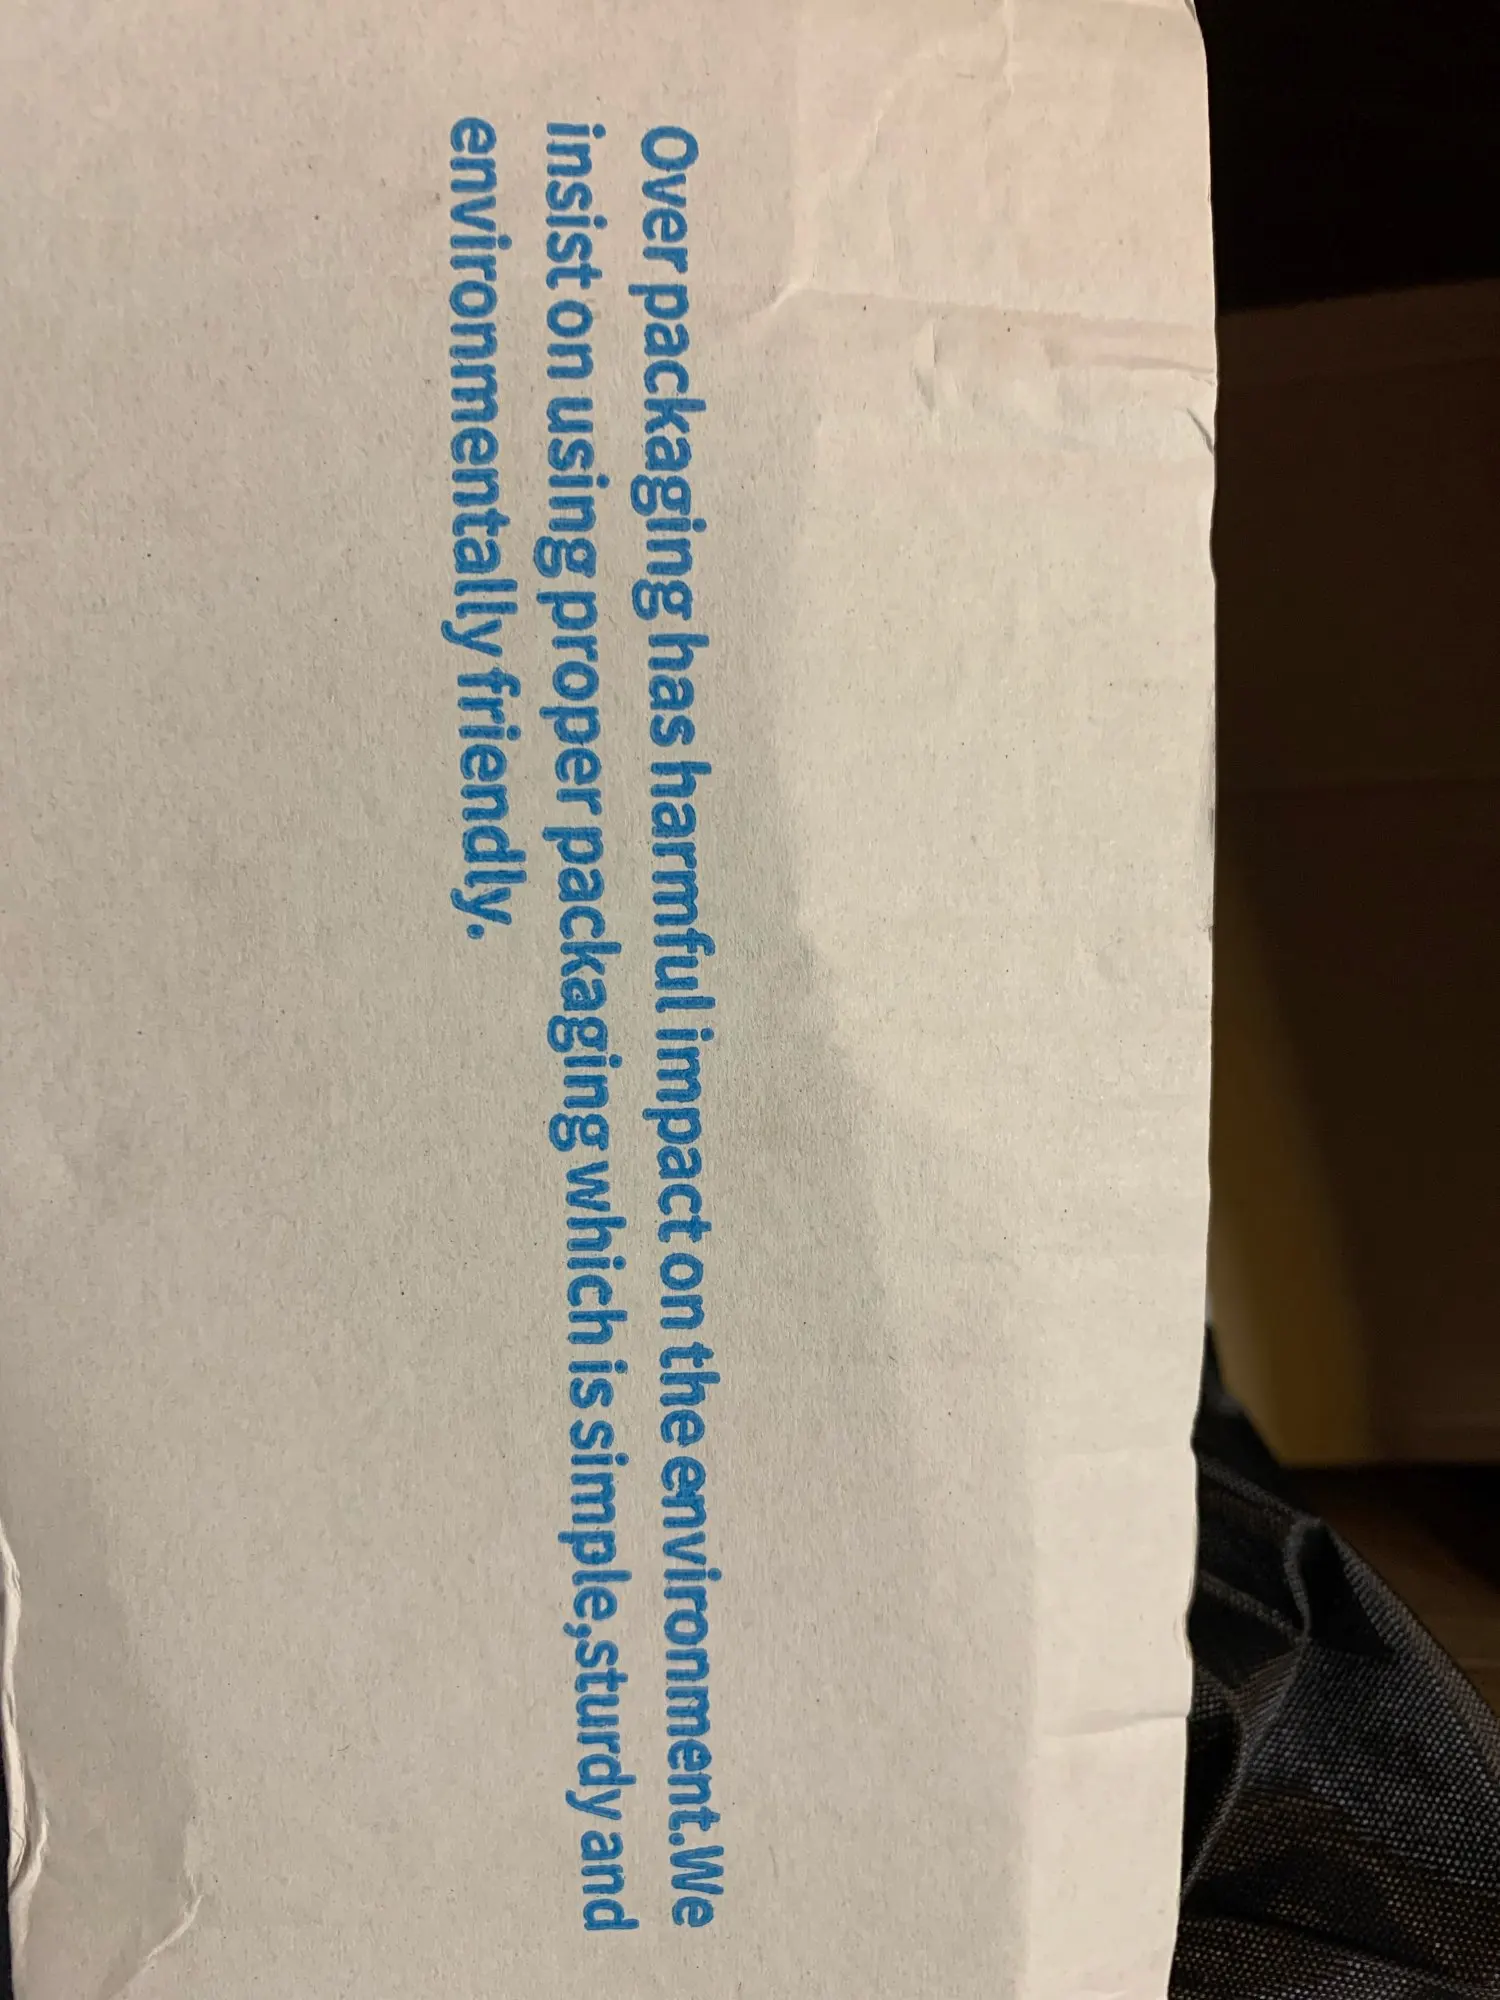 Over packaging has harmful impact on the environment.We
insist on using proper packaging which is simple,sturdy and
environmentally friendly.